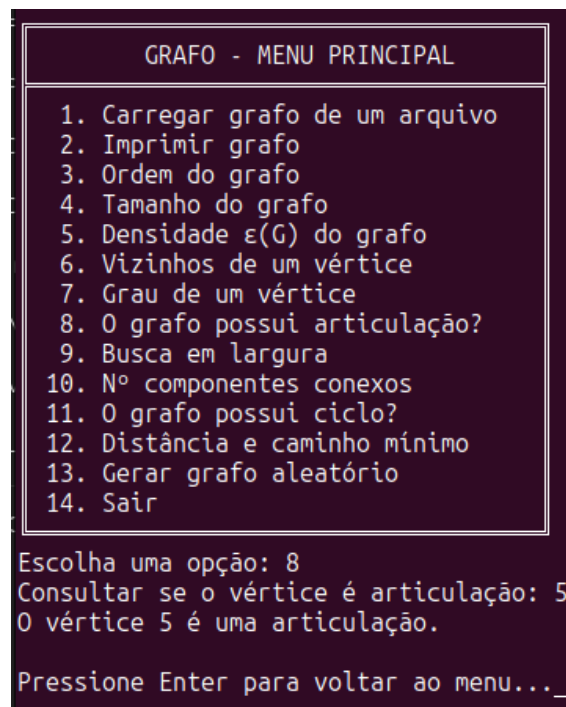 GRAFO - MENU PRINCIPAL
1. Carregar grafo de um arquivo
2. Imprimir grafo
3. Ordem do grafo
4. Tamanho do grafo
5. Densidade ε(G) do grafo
6. Vizinhos de um vértice
7. Grau de um vértice
8. O grafo possui articulação?
9. Busca em largura
10. Nº componentes conexos
11. O grafo possui ciclo?
12. Distância e caminho mínimo
13. Gerar grafo aleatório
14. Sair
Escolha uma opção: 8
Consultar se o vértice é articulação: 5
O vértice 5 é uma articulação.
Pressione Enter para voltar ao menu..._